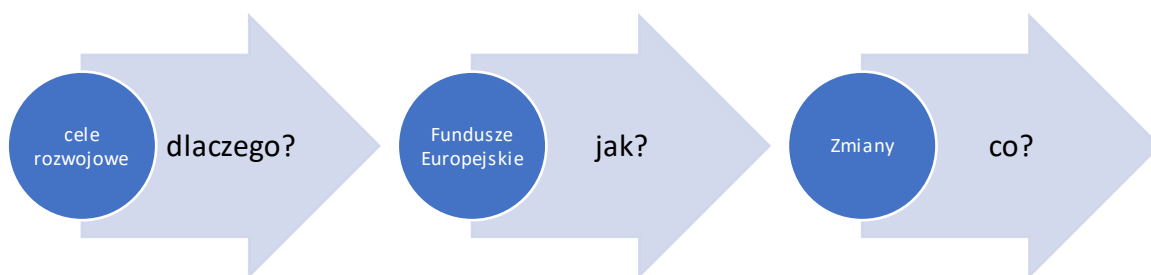 cele
rozwojowe
dlaczego?
Fundusze
Europejskie
jak?
Zmiany
co?